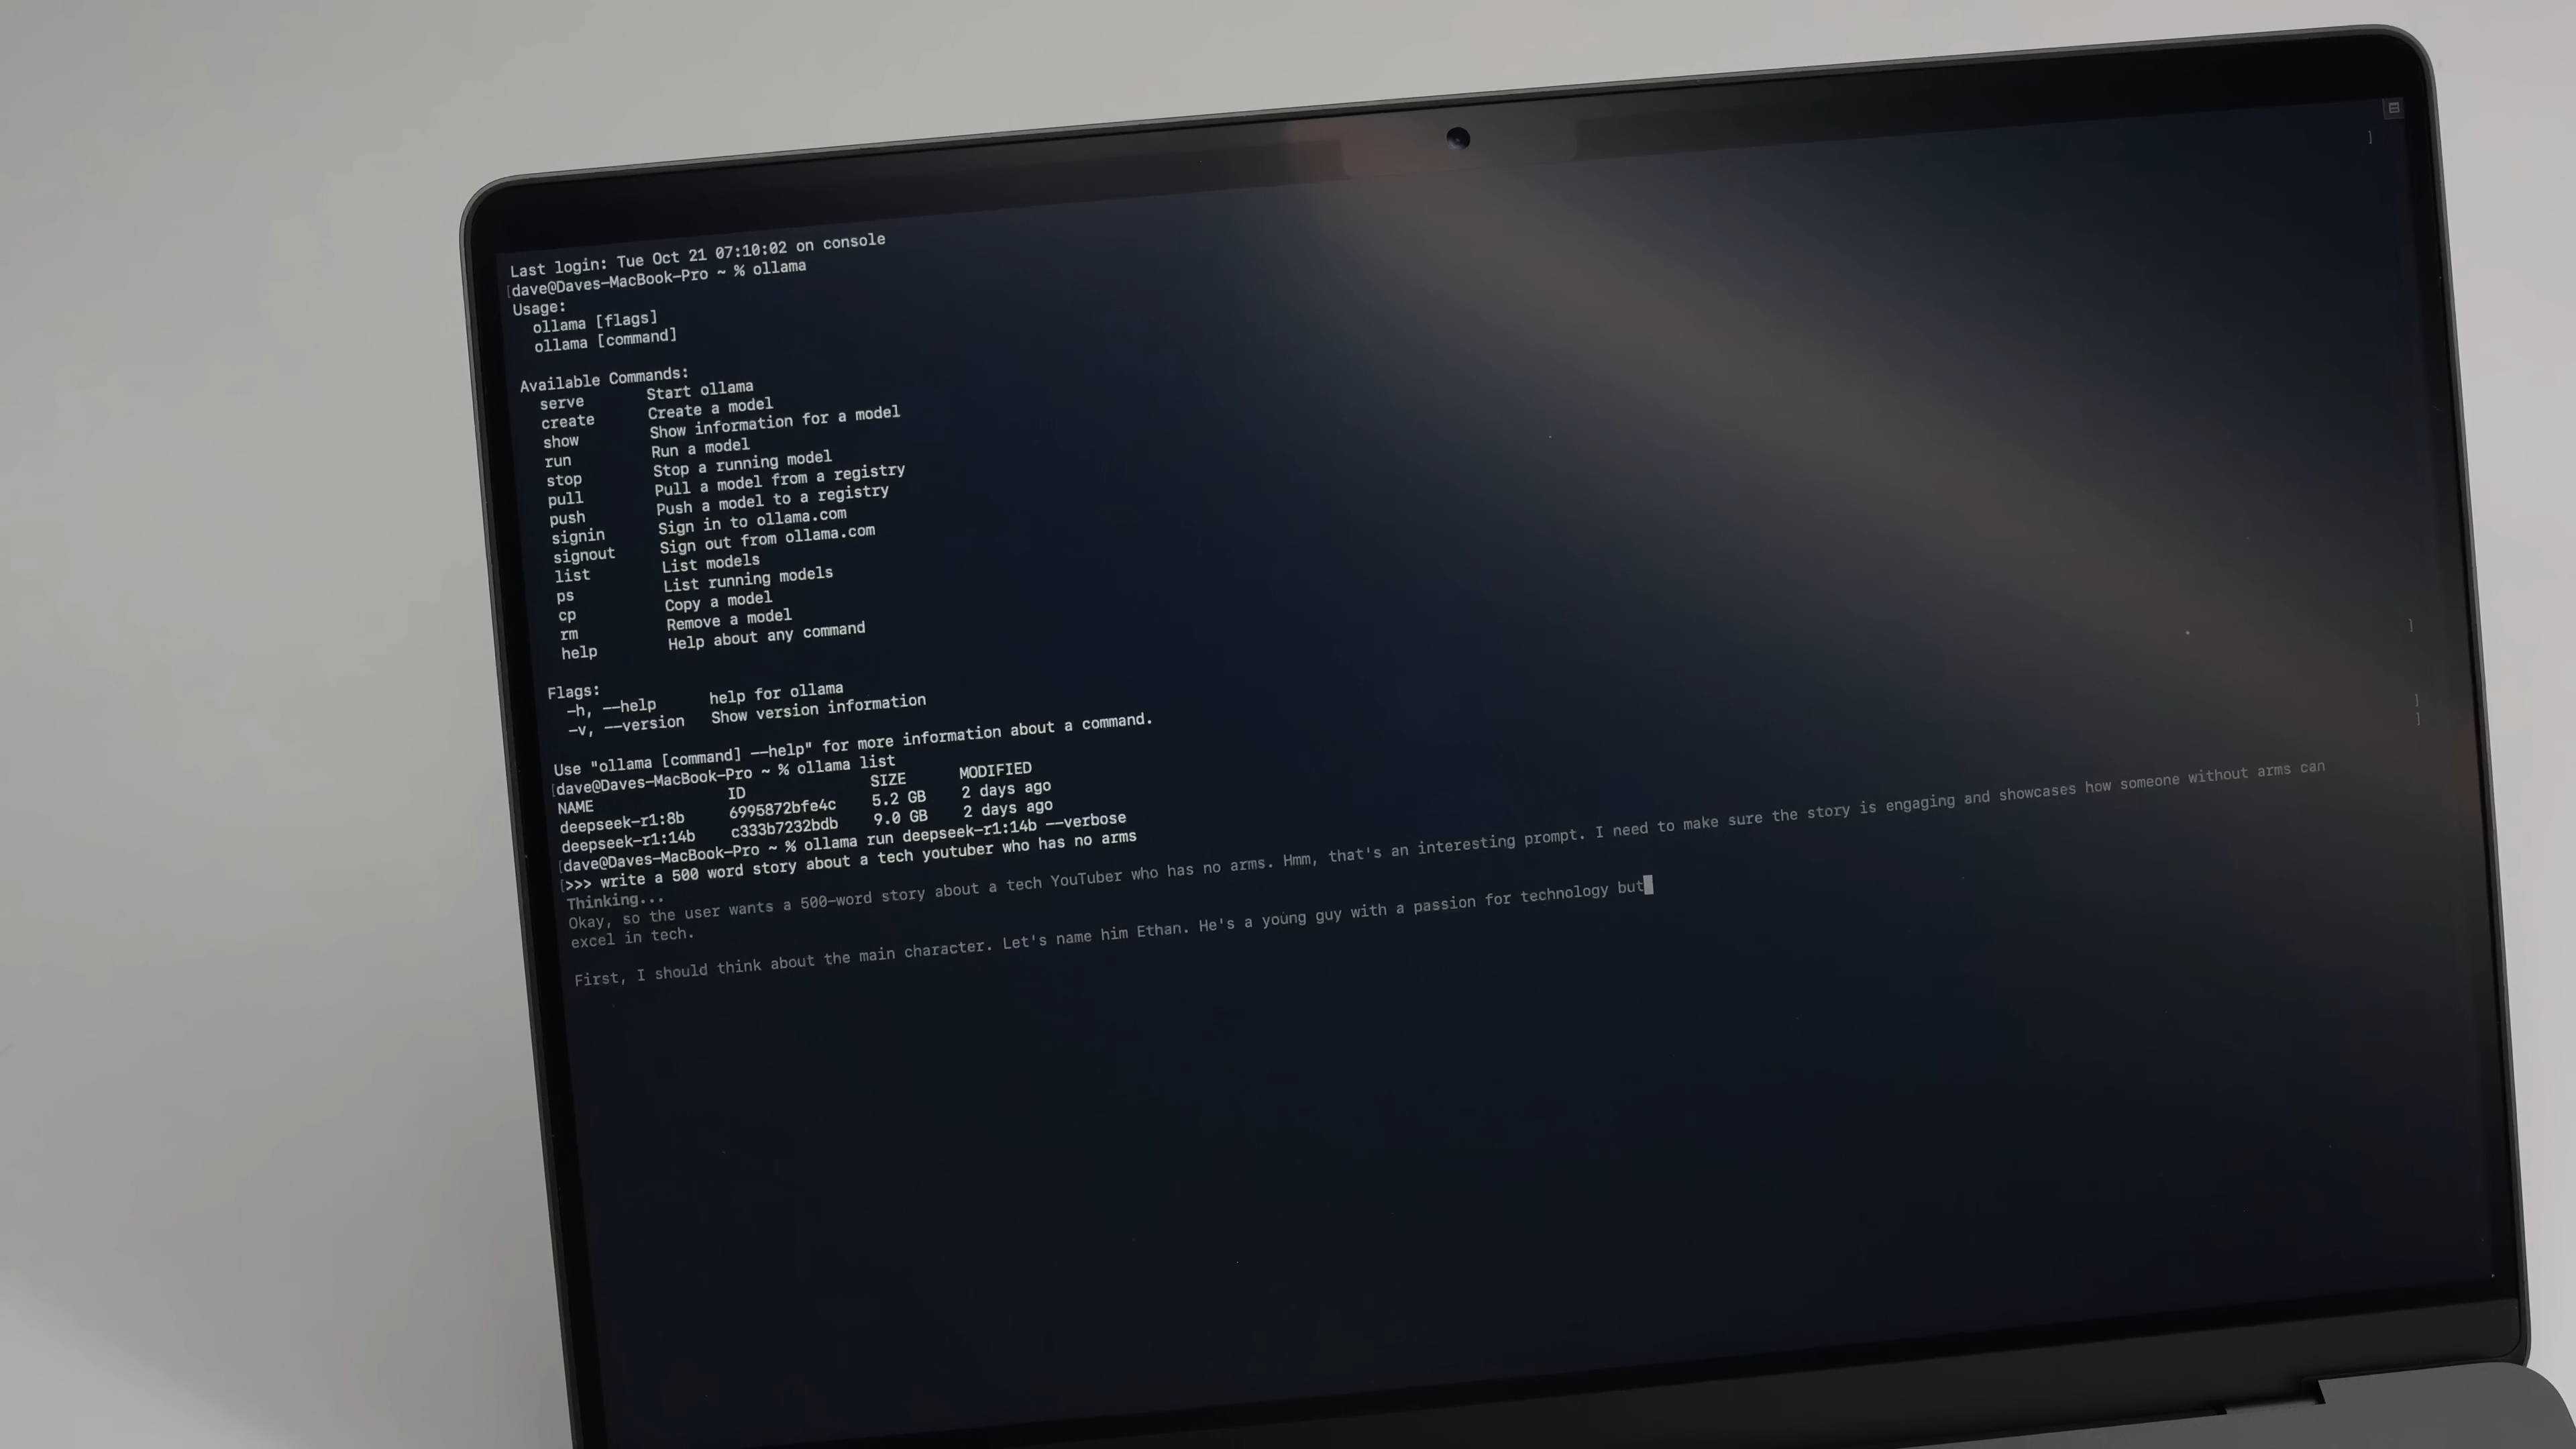 Last login: Tue Oct 21 07:10:02 on console
[dave@Daves-MacBook-Pro ~ % ollama ]
Usage:
  ollama [flags]
  ollama [command]

Available Commands:
  serve       Start ollama
  create      Create a model
  show        Show information for a model
  run         Run a model
  stop        Stop a running model
  pull        Pull a model from a registry
  push        Push a model to a registry
  signin      Sign in to ollama.com
  signout     Sign out from ollama.com
  list        List models
  ps          List running models
  cp          Copy a model
  rm          Remove a model
  help        Help about any command

Flags:
  -h, --help      help for ollama
  -v, --version   Show version information

Use "ollama [command] --help" for more information about a command.
[dave@Daves-MacBook-Pro ~ % ollama list ]
NAME               ID              SIZE      MODIFIED
deepseek-r1:8b     6995872bfe4c    5.2 GB    2 days ago
deepseek-r1:14b    c333b7232bdb    9.0 GB    2 days ago
[dave@Daves-MacBook-Pro ~ % ollama run deepseek-r1:14b --verbose ]
[>>> write a 500 word story about a tech youtuber who has no arms ]
Thinking...
Okay, so the user wants a 500-word story about a tech YouTuber who has no arms. Hmm, that's an interesting prompt. I need to make sure the story is engaging and showcases how someone without arms can
excel in tech.

First, I should think about the main character. Let's name him Ethan. He's a young guy with a passion for technology but